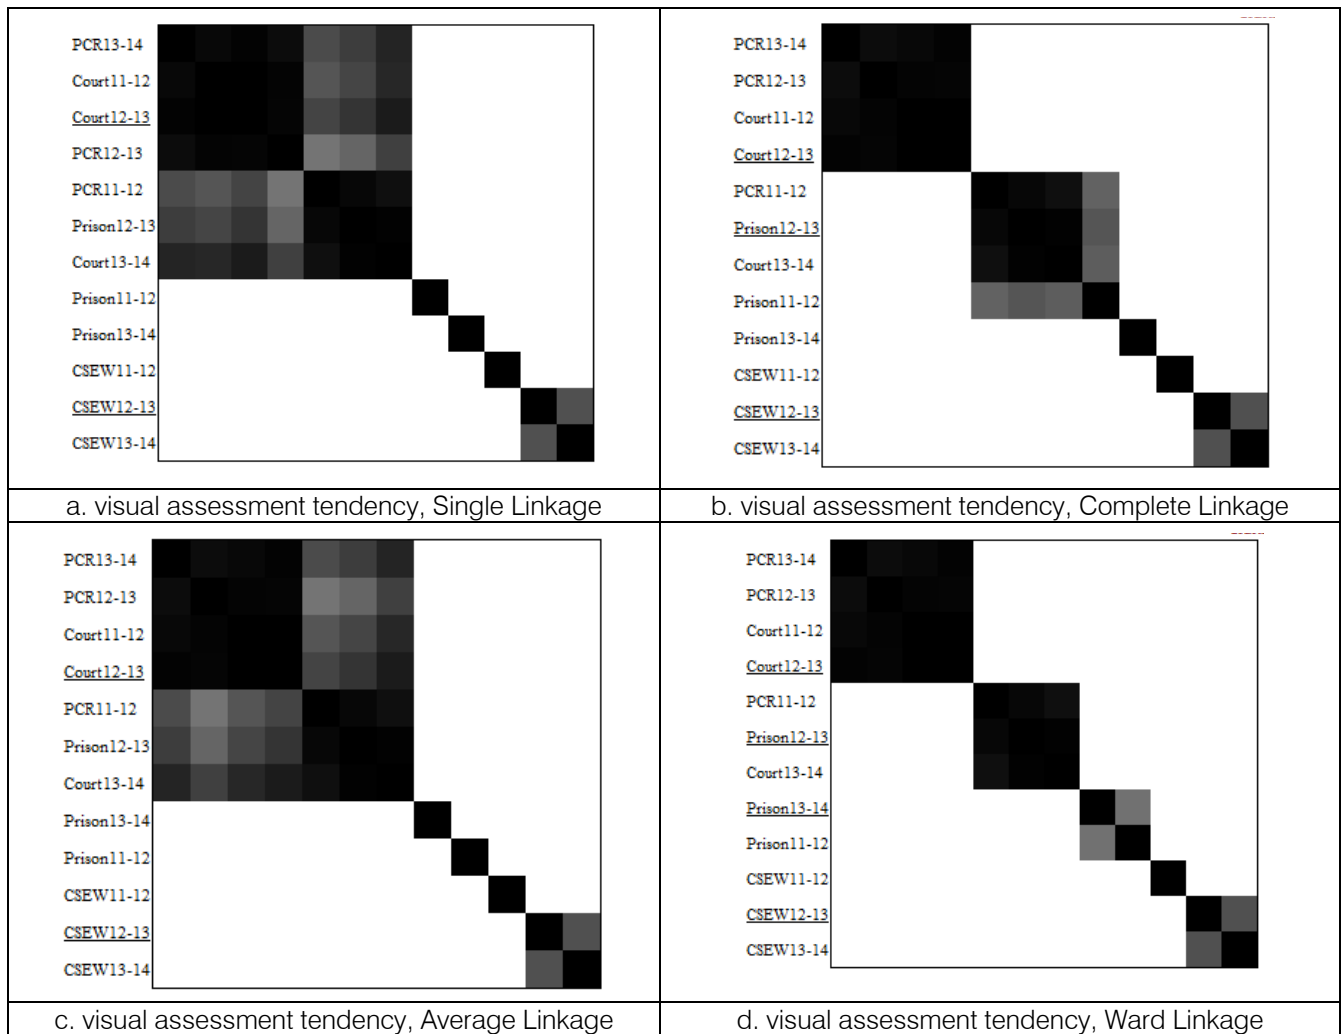 PCR13-14
Court11-12
Court12-13
PCR12-13
PCR11-12
Prison12-13
Court13-14
Prison11-12
Prison13-14
CSEW11-12
CSEW12-13
CSEW13-14
a. visual assessment tendency, Single Linkage
PCR13-14
PCR12-13
Court11-12
Court12-13
PCR11-12
Prison12-13
Court13-14
Prison11-12
Prison13-14
CSEW11-12
CSEW12-13
CSEW13-14
b. visual assessment tendency, Complete Linkage
PCR13-14
PCR12-13
Court11-12
Court12-13
PCR11-12
Prison12-13
Court13-14
Prison13-14
Prison11-12
CSEW11-12
CSEW12-13
CSEW13-14
c. visual assessment tendency, Average Linkage
PCR13-14
PCR12-13
Court11-12
Court12-13
PCR11-12
Prison12-13
Court13-14
Prison13-14
Prison11-12
CSEW11-12
CSEW12-13
CSEW13-14
d. visual assessment tendency, Ward Linkage